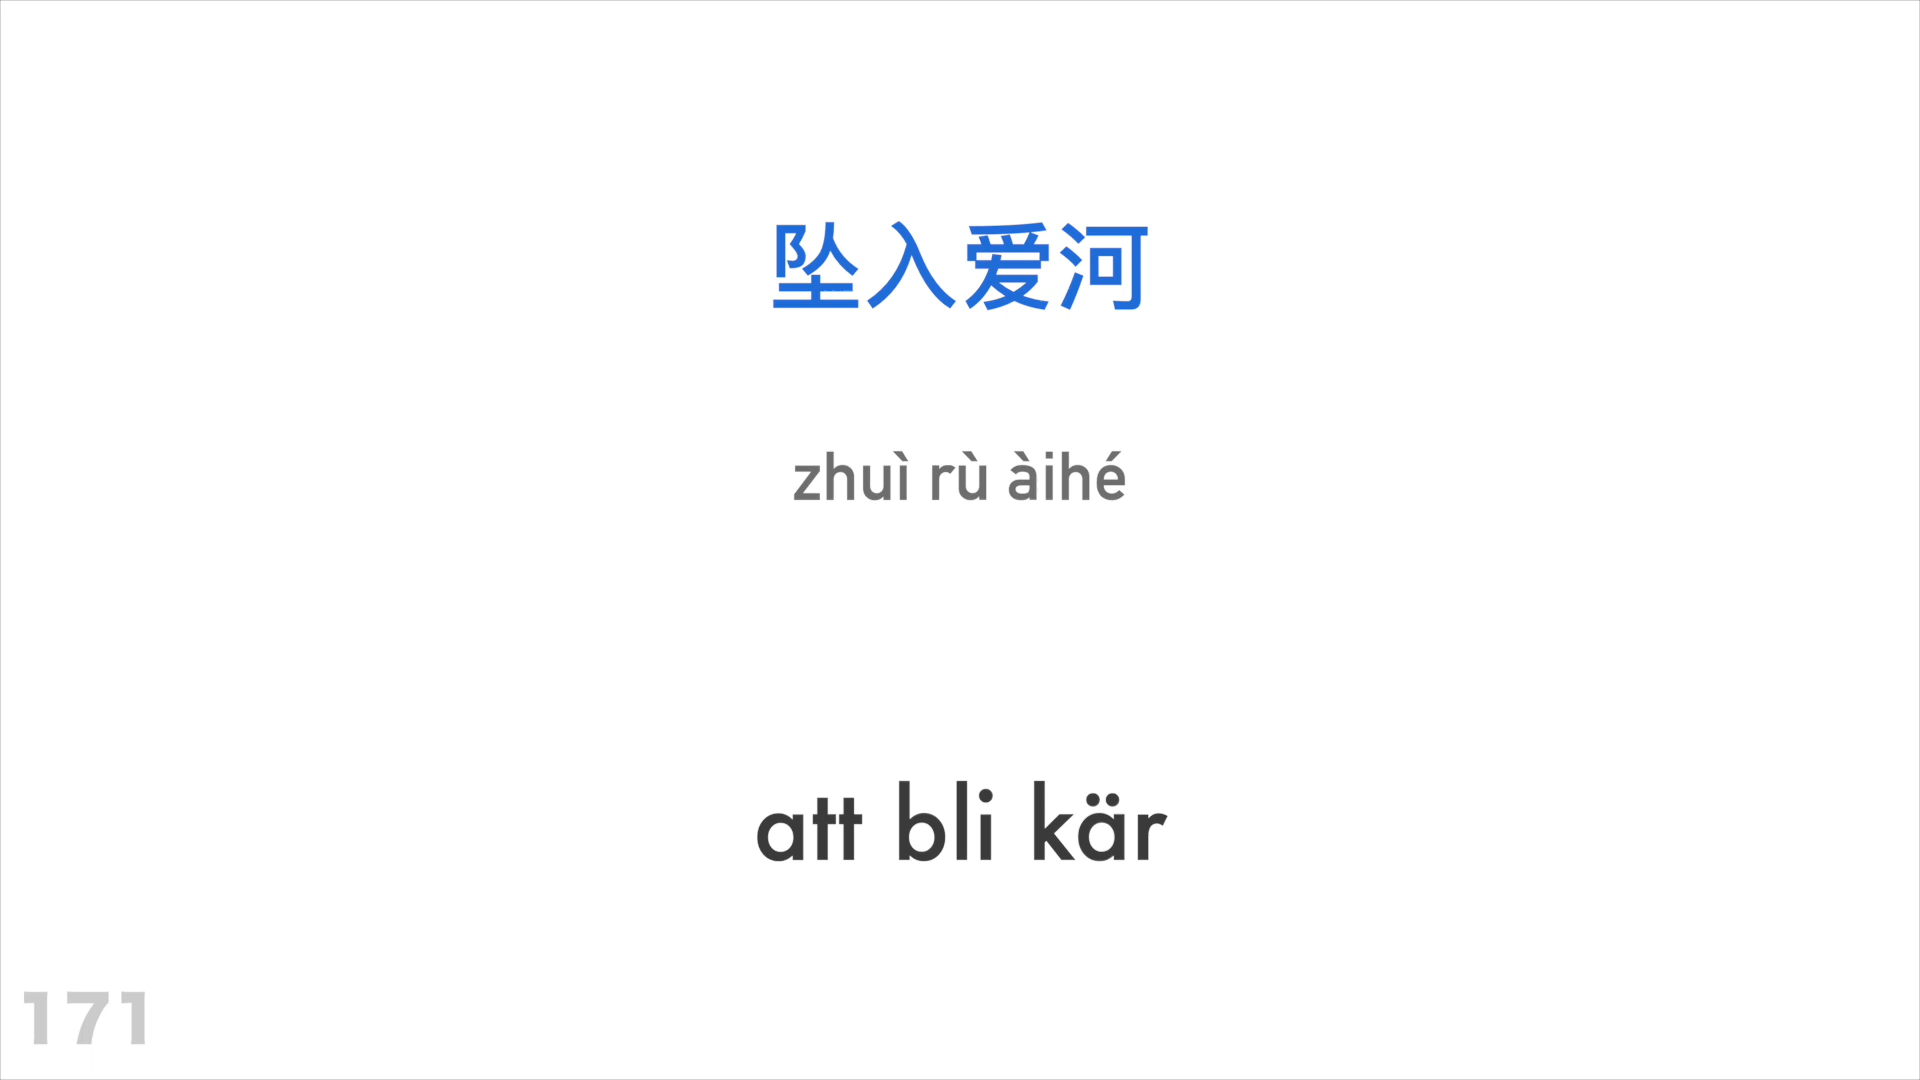 坠入爱河
zhuì rù àihé
att bli kär
171